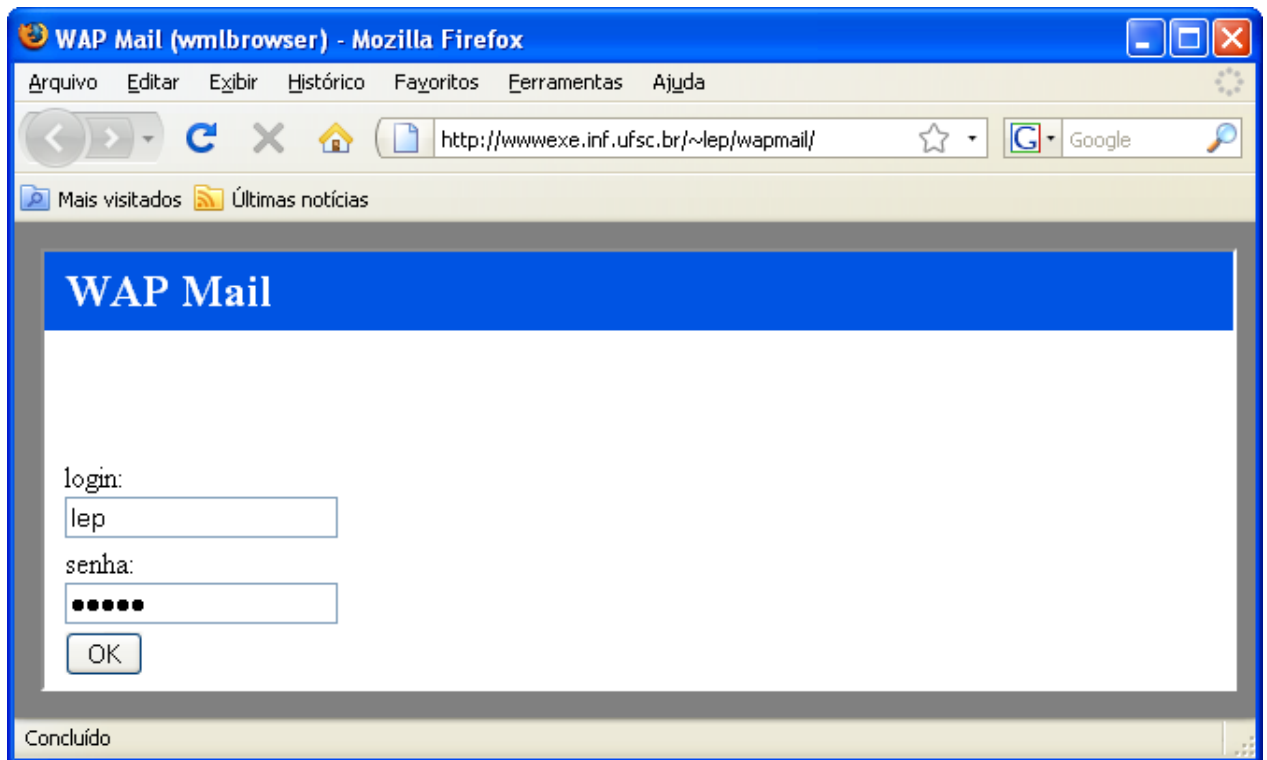 WAP Mail (wmlbrowser) - Mozilla Firefox
Arquivo Editar Exibir Histórico Favoritos Ferramentas Ajuda
http://wwwexe.inf.ufsc.br/~lep/wapmail/ G Google
Mais visitados Últimas notícias
WAP Mail
login:
lep
senha:
•••••
OK
Concluído